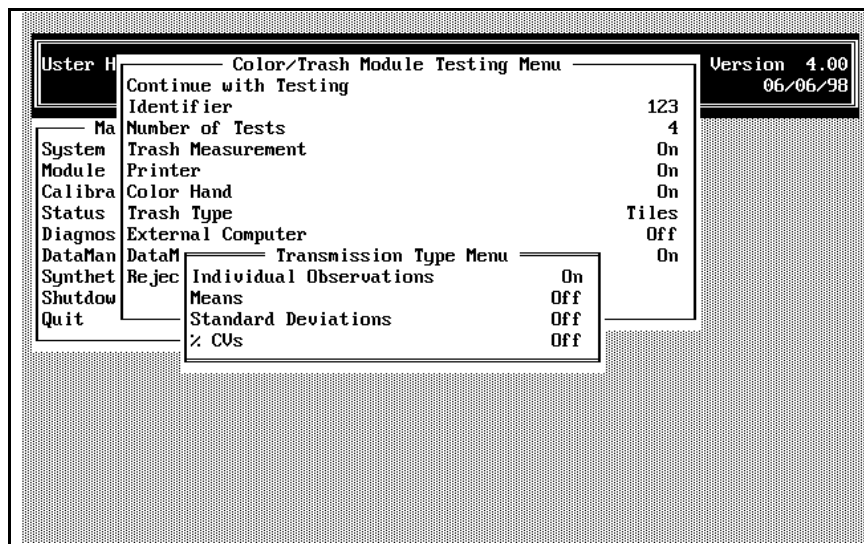 Uster H
Version 4.00
06/06/98
Color/Trash Module Testing Menu
Continue with Testing
Identifier 123
Number of Tests 4
Trash Measurement On
Printer On
Color Hand On
Trash Type Tiles
External Computer Off
DataM On
Rejec
Ma
System
Module
Calibra
Status
Diagnos
DataMan
Synthet
Shutdow
Quit
Transmission Type Menu
Individual Observations On
Means Off
Standard Deviations Off
% CVs Off